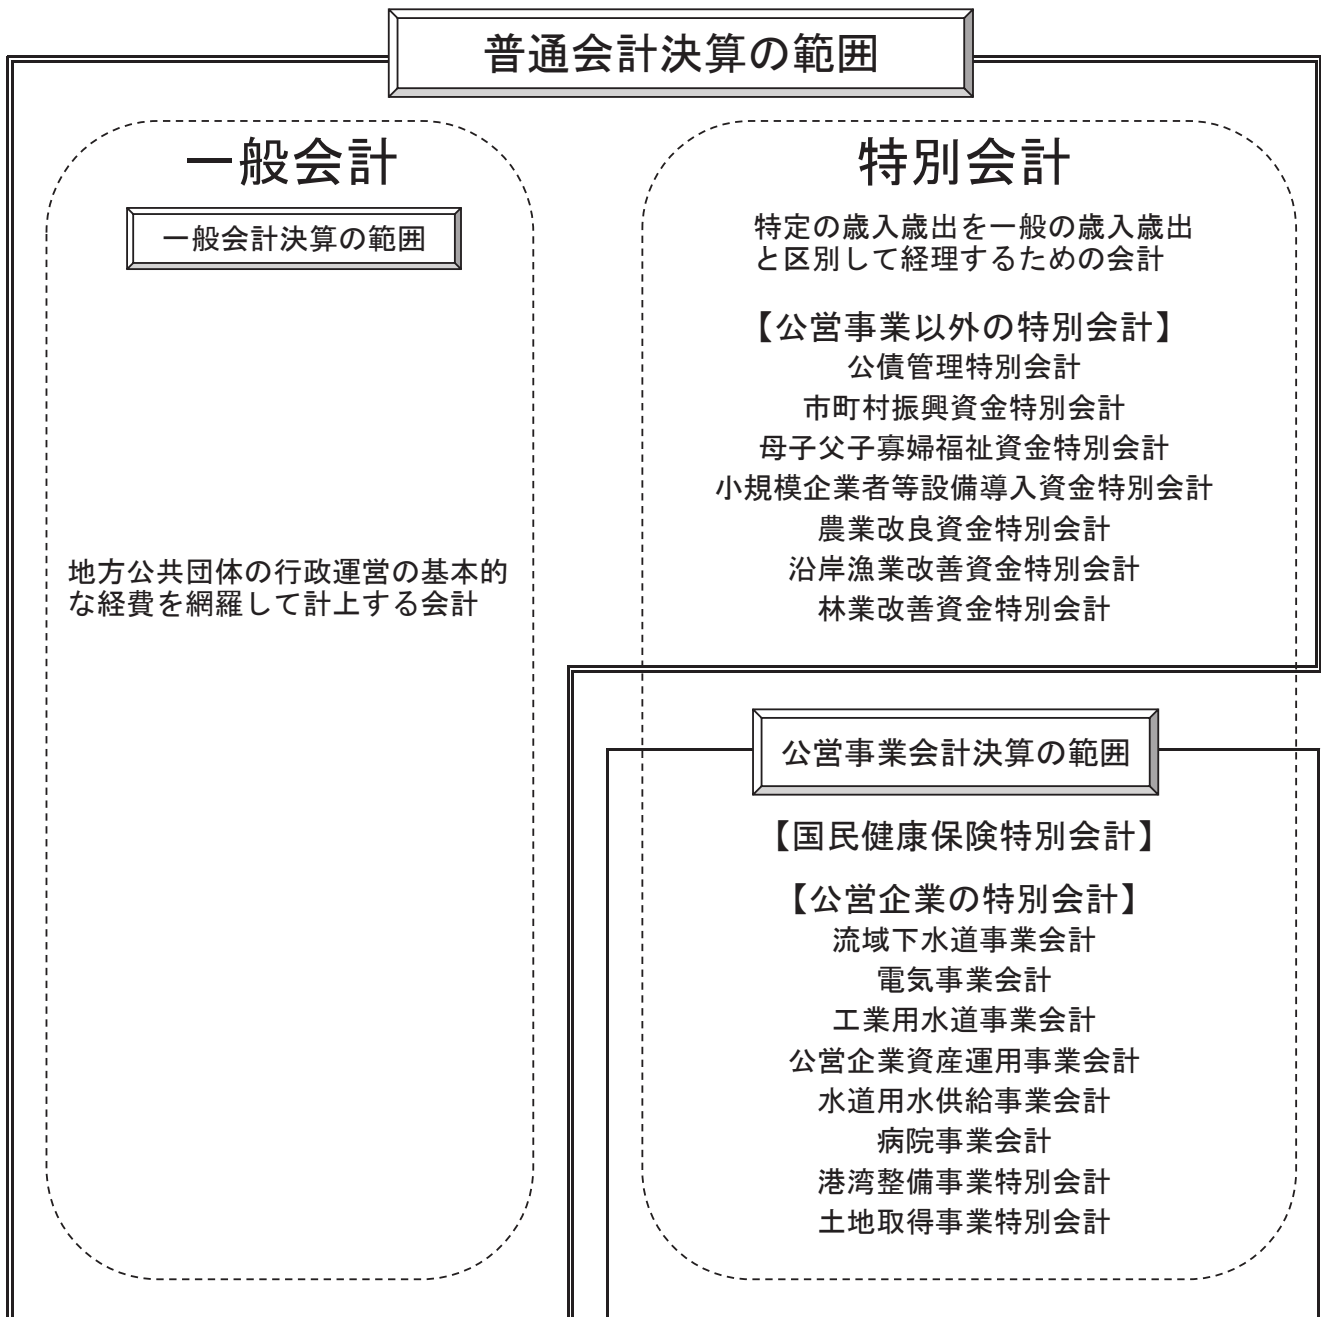 普通会計決算の範囲
一般会計
一般会計決算の範囲
地方公共団体の行政運営の基本的
な経費を網羅して計上する会計
特別会計
特定の歳入歳出を一般の歳入歳出
と区別して経理するための会計
【公営事業以外の特別会計】
公債管理特別会計
市町村振興資金特別会計
母子父子寡婦福祉資金特別会計
小規模企業者等設備導入資金特別会計
農業改良資金特別会計
沿岸漁業改善資金特別会計
林業改善資金特別会計
公営事業会計決算の範囲
【国民健康保険特別会計】
【公営企業の特別会計】
流域下水道事業会計
電気事業会計
工業用水道事業会計
公営企業資産運用事業会計
水道用水供給事業会計
病院事業会計
港湾整備事業特別会計
土地取得事業特別会計